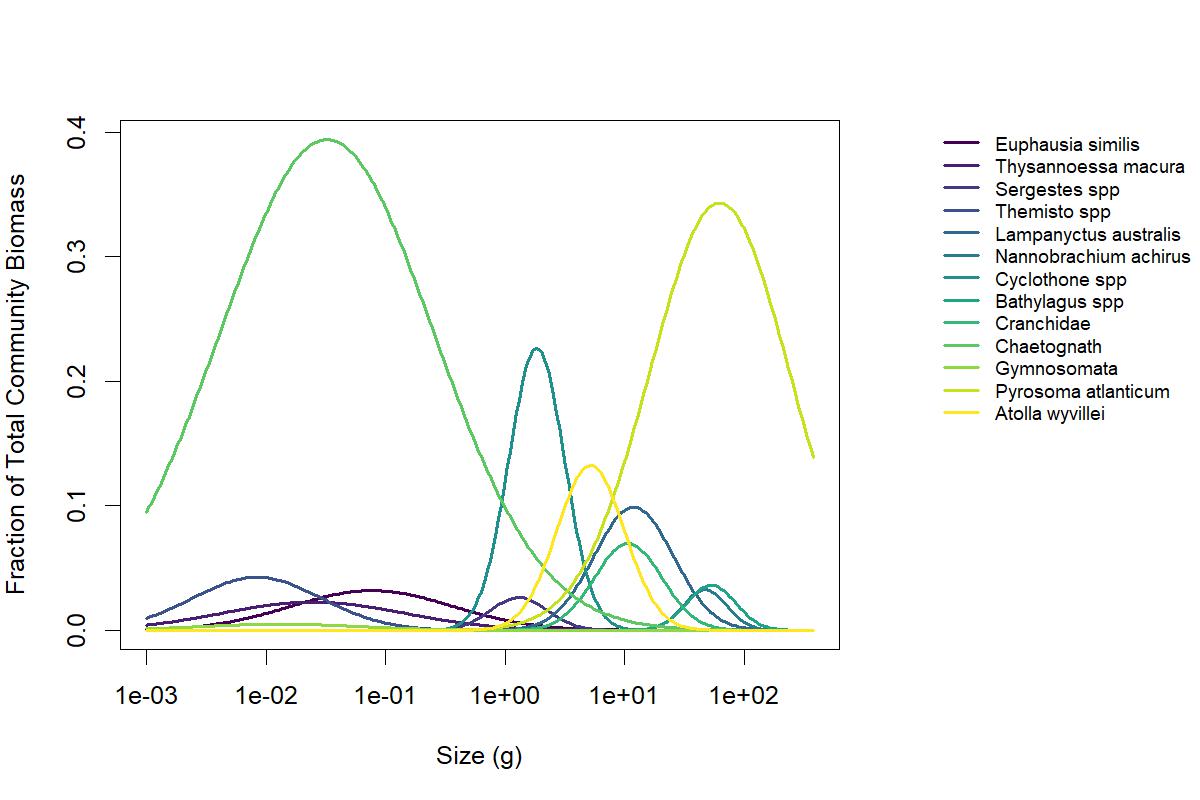 Fraction of Total Community Biomass
0.4
0.3
0.2
0.1
0.0
1e-03 1e-02 1e-01 1e+00 1e+01 1e+02
Size (g)
Euphausia similis
Thysannoessa macura
Sergestes spp
Themisto spp
Lampanyctus australis
Nannobrachium achirus
Cyclothone spp
Bathylagus spp
Cranchidae
Chaetognath
Gymnosomata
Pyrosoma atlanticum
Atolla wyvillei